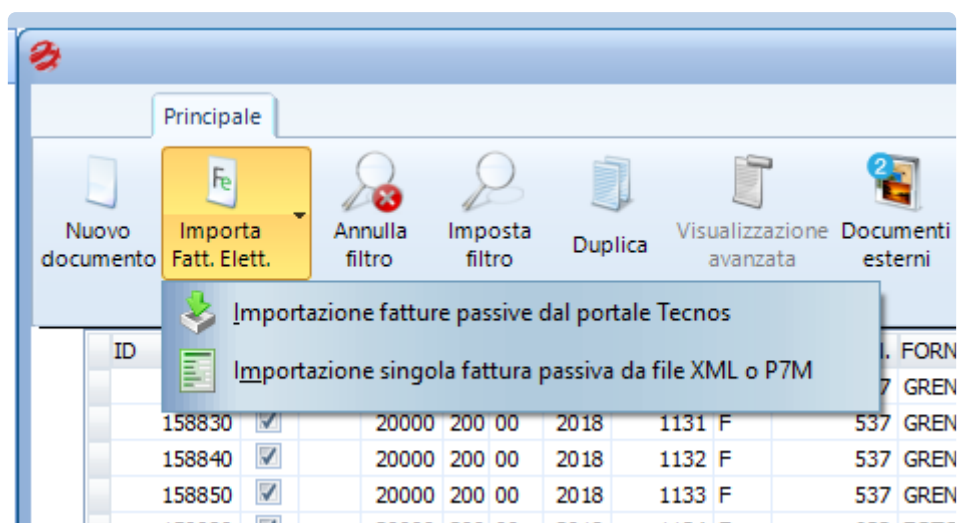 Principale
Fe
2
Nuovo documento
Importa Fatt. Elett.
Annulla filtro
Imposta filtro
Duplica
Visualizzazione avanzata
Documenti esterni
Importazione fatture passive dal portale Tecnos
Importazione singola fattura passiva da file XML o P7M
ID FORN
7 GREN
158830 20000 200 00 2018 1131 F 537 GREN
158840 20000 200 00 2018 1132 F 537 GREN
158850 20000 200 00 2018 1133 F 537 GREN